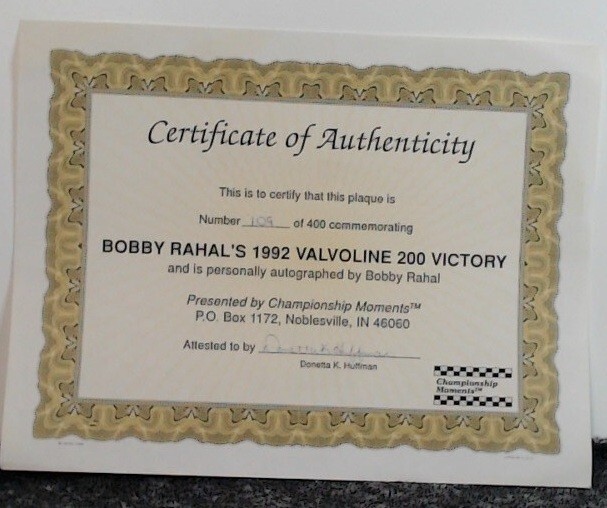 Certificate of Authenticity
This is to certify that this plaque is
Number 109 of 400 commemorating
BOBBY RAHAL'S 1992 VALVOLINE 200 VICTORY
and is personally autographed by Bobby Rahal
Presented by Championship Moments™
P.O. Box 1172, Noblesville, IN 46060
Attested to by
Donetta K. Huffman
Championship
Moments™